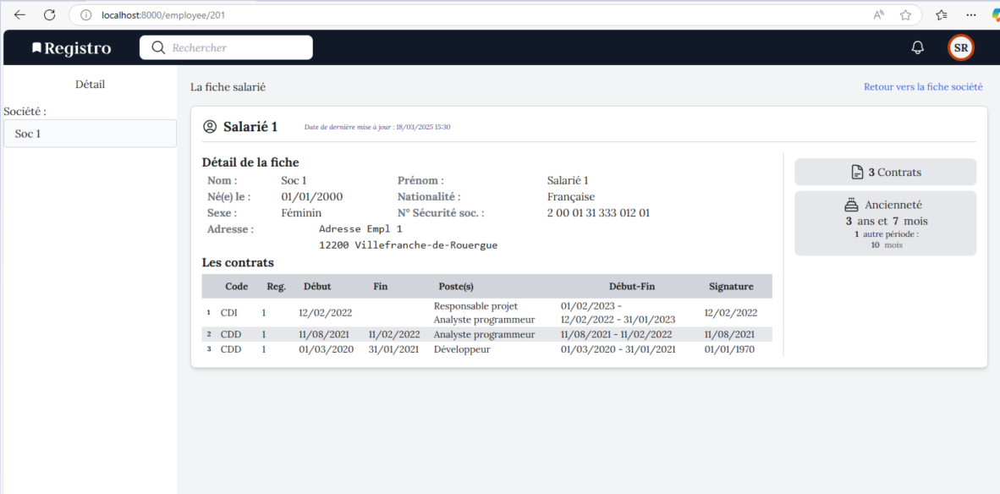 localhost:8000/employee/201
Registro
Rechercher
SR
Détail
Société :
Soc 1
La fiche salarié
Retour vers la fiche société
Salarié 1 Date de dernière mise à jour : 18/03/2025 15:30
Détail de la fiche
Nom : Soc 1 Prénom : Salarié 1
Né(e) le : 01/01/2000 Nationalité : Française
Sexe : Féminin N° Sécurité soc. : 2 00 01 31 333 012 01
Adresse : Adresse Empl 1
12200 Villefranche-de-Rouergue
Les contrats
Code Reg. Début Fin Poste(s) Début-Fin Signature
1 CDI 1 12/02/2022 Responsable projet 01/02/2023 - 12/02/2022
Analyste programmeur 12/02/2022 - 31/01/2023
2 CDD 1 11/08/2021 11/02/2022 Analyste programmeur 11/08/2021 - 11/02/2022 11/08/2021
3 CDD 1 01/03/2020 31/01/2021 Développeur 01/03/2020 - 31/01/2021 01/01/1970
3 Contrats
Ancienneté
3 ans et 7 mois
1 autre période :
10 mois